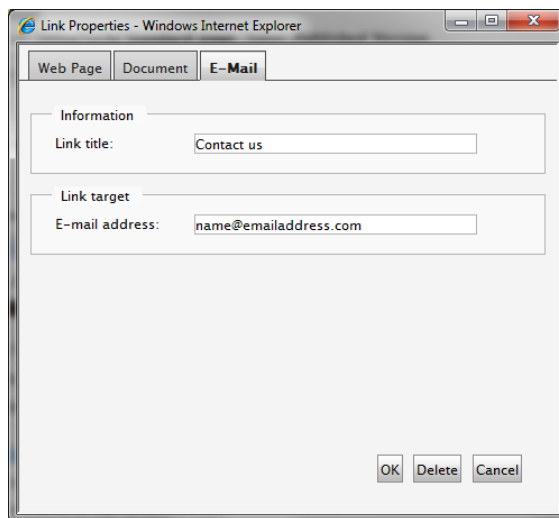 Link Properties - Windows Internet Explorer
Web Page Document E-Mail
Information
Link title: Contact us
Link target
E-mail address: name@emailaddress.com
OK Delete Cancel